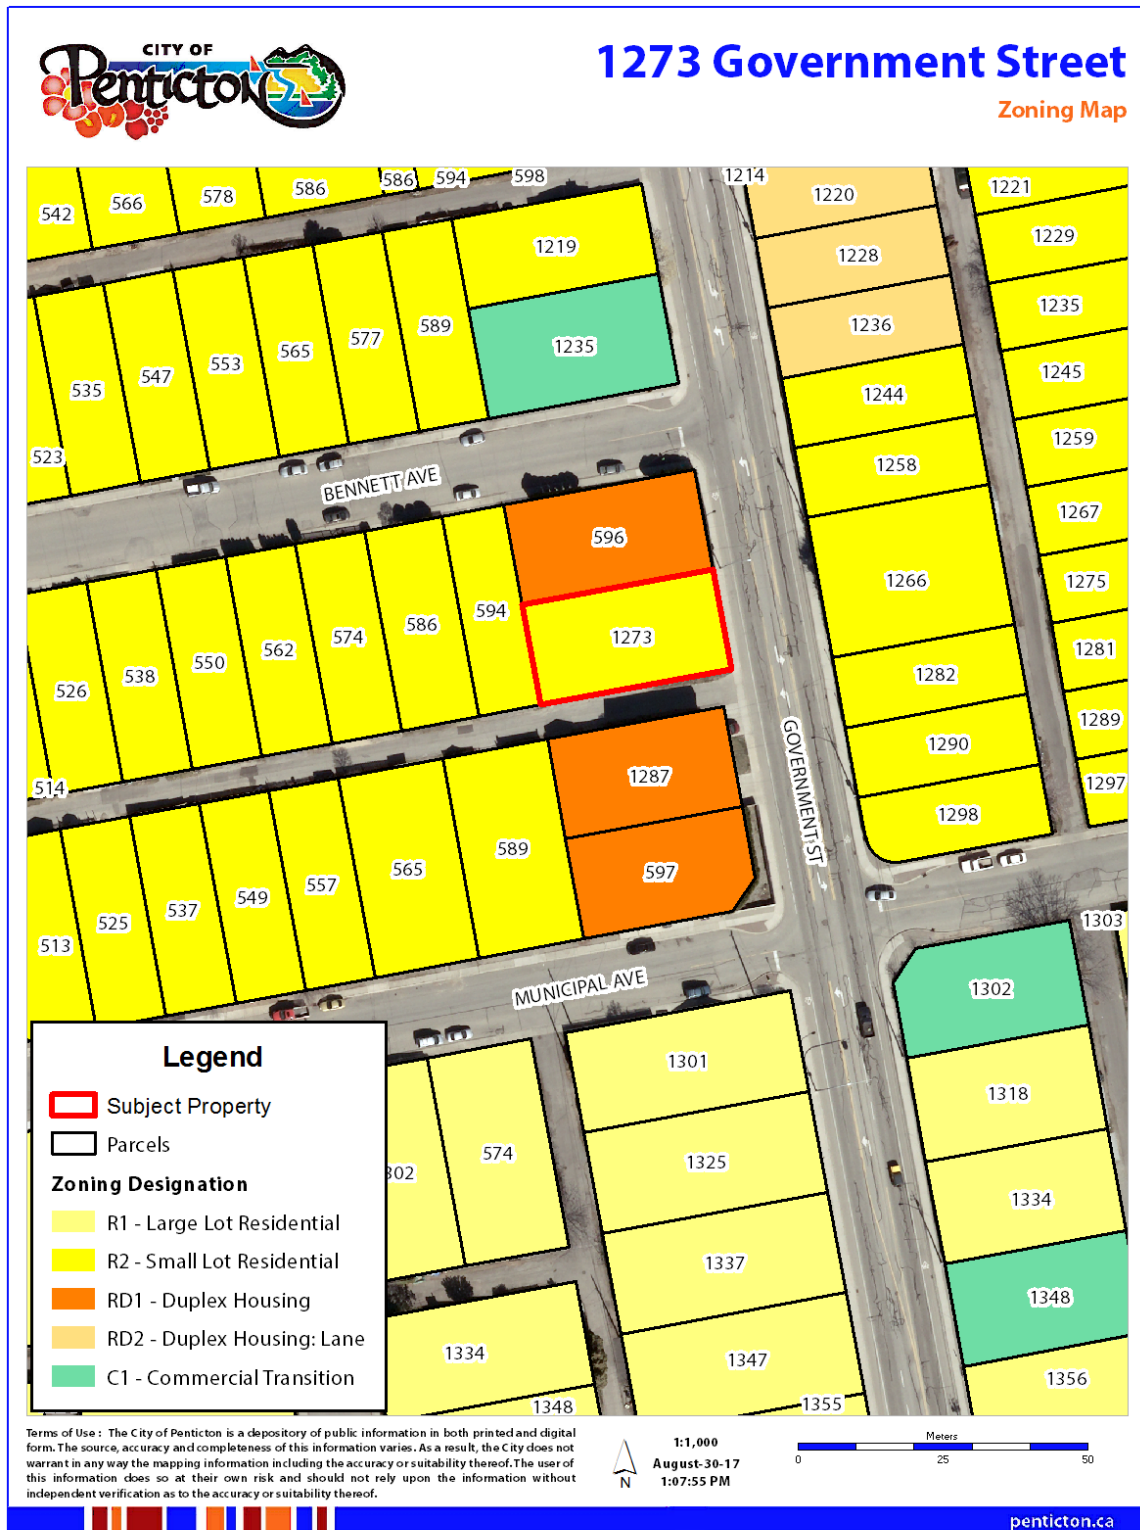 CITY OF
Penticton
1273 Government Street
Zoning Map
542
566
578
586
586
594
598
1214
1220
1221
1219
1228
1229
1235
1236
1235
535
547
553
565
577
589
1244
1245
523
1258
1259
BENNETT AVE
596
1266
1267
1275
526
538
550
562
574
586
594
1273
1281
1282
1289
514
1287
GOVERNMENT ST
1290
1297
1298
513
525
537
549
557
565
589
597
1303
MUNICIPAL AVE
1302
1301
1318
302
574
1325
1334
1337
1348
1334
1347
1356
1348
1355
Legend
Subject Property
Parcels
Zoning Designation
R1 - Large Lot Residential
R2 - Small Lot Residential
RD1 - Duplex Housing
RD2 - Duplex Housing: Lane
C1 - Commercial Transition
Terms of Use : The City of Penticton is a depository of public information in both printed and digital
form. The source, accuracy and completeness of this information varies. As a result, the City does not
warrant in any way the mapping information including the accuracy or suitability thereof. The user of
this information does so at their own risk and should not rely upon the information without
independent verification as to the accuracy or suitability thereof.
N
1:1,000
August-30-17
1:07:55 PM
Meters
0 25 50
penticton.ca